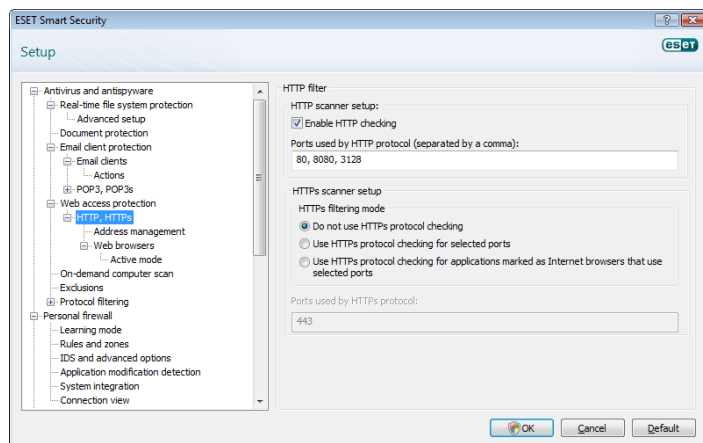 ESET Smart Security
Setup
eset
Antivirus and antispyware
Real-time file system protection
Advanced setup
Document protection
Email client protection
Email clients
Actions
POP3, POP3s
Web access protection
HTTP, HTTPs
Address management
Web browsers
Active mode
On-demand computer scan
Exclusions
Protocol filtering
Personal firewall
Learning mode
Rules and zones
IDS and advanced options
Application modification detection
System integration
Connection view
HTTP filter
HTTP scanner setup:
Enable HTTP checking
Ports used by HTTP protocol (separated by a comma):
80, 8080, 3128
HTTPs scanner setup
HTTPs filtering mode
Do not use HTTPs protocol checking
Use HTTPs protocol checking for selected ports
Use HTTPs protocol checking for applications marked as Internet browsers that use
selected ports
Ports used by HTTPs protocol:
443
OK Cancel Default